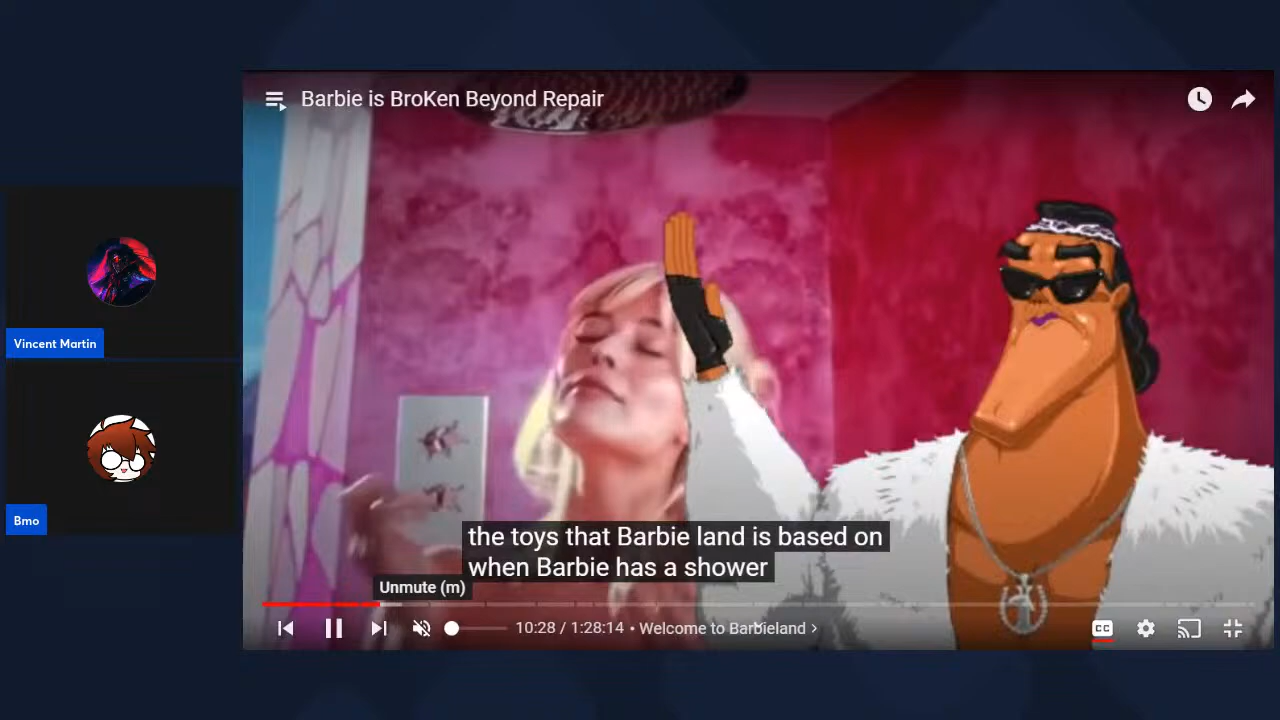 Barbie is BroKen Beyond Repair
Vincent Martin
Bmo
the toys that Barbie land is based on
when Barbie has a shower
Unmute (m)
10:28 / 1:28:14 • Welcome to Barbieland >
CC